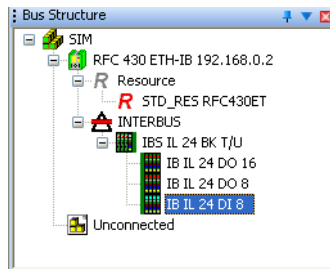 Bus Structure
SIM
RFC 430 ETH-IB 192.168.0.2
R Resource
R STD_RES RFC430ET
INTERBUS
IBS IL 24 BK T/U
IB IL 24 DO 16
IB IL 24 DO 8
IB IL 24 DI 8
Unconnected